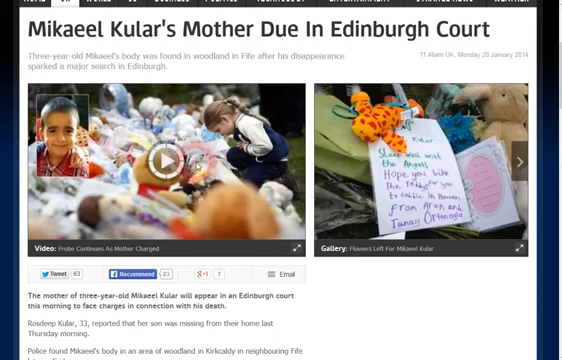 Mikaeel Kular's Mother Due In Edinburgh Court
Three-year-old Mikaeel's body was found in woodland in Fife after his disappearance
sparked a major search in Edinburgh.
11:46am UK, Monday 20 January 2014
Kular
Sleep Well with
the Angels
Hope you like
The Teddy for you
to cuddle in Heaven
From Arun and
Tanay
Video: Probe Continues As Mother Charged
Gallery: Flowers Left For Mikaeel Kular
Tweet 63
Recommend 83
+1 7
Email
The mother of three-year-old Mikaeel Kular will appear in an Edinburgh court
this morning to face charges in connection with his death.
Rosdeep Kular, 33, reported that her son was missing from their home last
Thursday morning.
Police found Mikaeel's body in an area of woodland in Kirkcaldy in neighbouring Fife